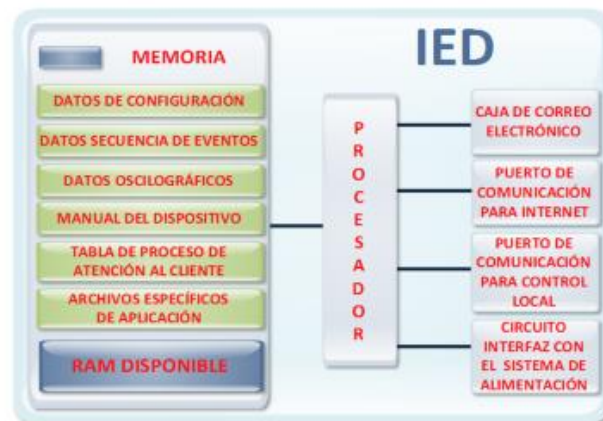 IED
MEMORIA
DATOS DE CONFIGURACIÓN
DATOS SECUENCIA DE EVENTOS
DATOS OSCILOGRÁFICOS
MANUAL DEL DISPOSITIVO
TABLA DE PROCESO DE
ATENCIÓN AL CLIENTE
ARCHIVOS ESPECÍFICOS
DE APLICACIÓN
RAM DISPONIBLE
PROCESADOR
CAJA DE CORREO
ELECTRÓNICO
PUERTO DE
COMUNICACIÓN
PARA INTERNET
PUERTO DE
COMUNICACIÓN
PARA CONTROL
LOCAL
CIRCUITO
INTERFAZ CON
EL SISTEMA DE
ALIMENTACIÓN